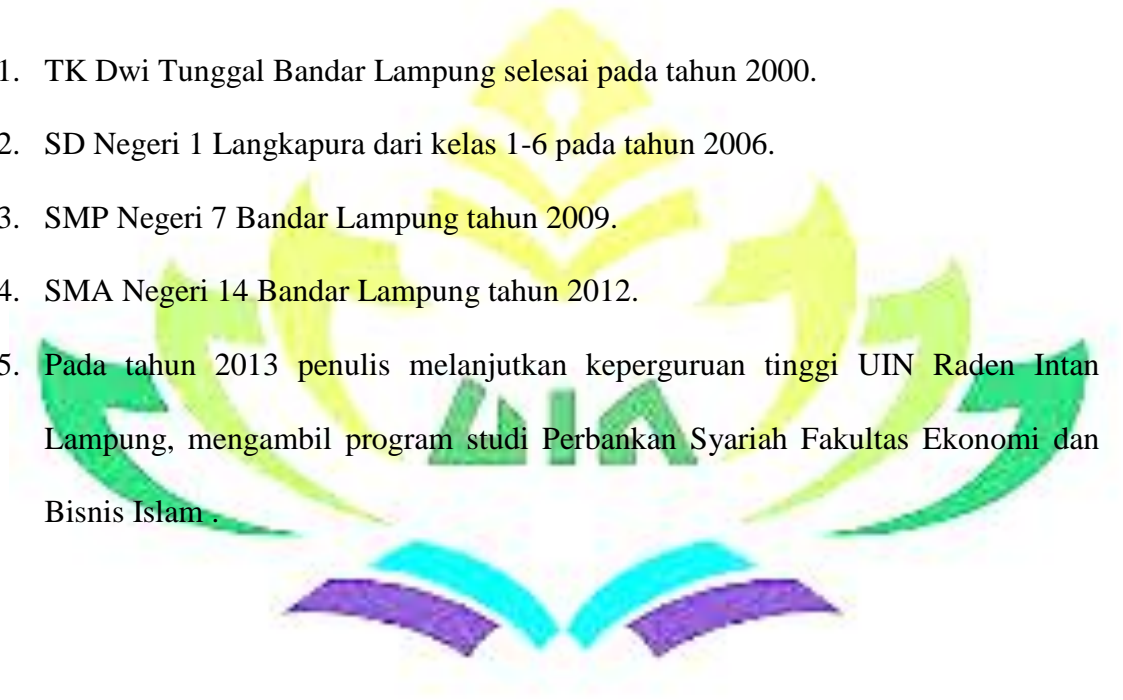 1. TK Dwi Tunggal Bandar Lampung selesai pada tahun 2000.
2. SD Negeri 1 Langkapura dari kelas 1-6 pada tahun 2006.
3. SMP Negeri 7 Bandar Lampung tahun 2009.
4. SMA Negeri 14 Bandar Lampung tahun 2012.
5. Pada tahun 2013 penulis melanjutkan keperguruan tinggi UIN Raden Intan
Lampung, mengambil program studi Perbankan Syariah Fakultas Ekonomi dan
Bisnis Islam .
UIN